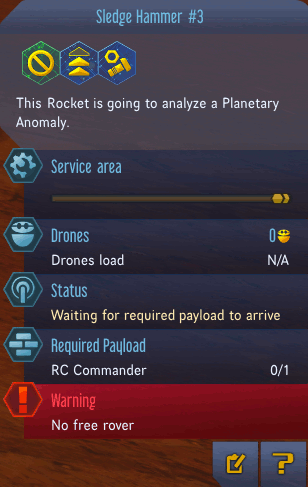 Sledge Hammer #3
This Rocket is going to analyze a Planetary
Anomaly.
Service area
Drones 0
Drones load N/A
Status
Waiting for required payload to arrive
Required Payload
RC Commander 0/1
Warning
No free rover